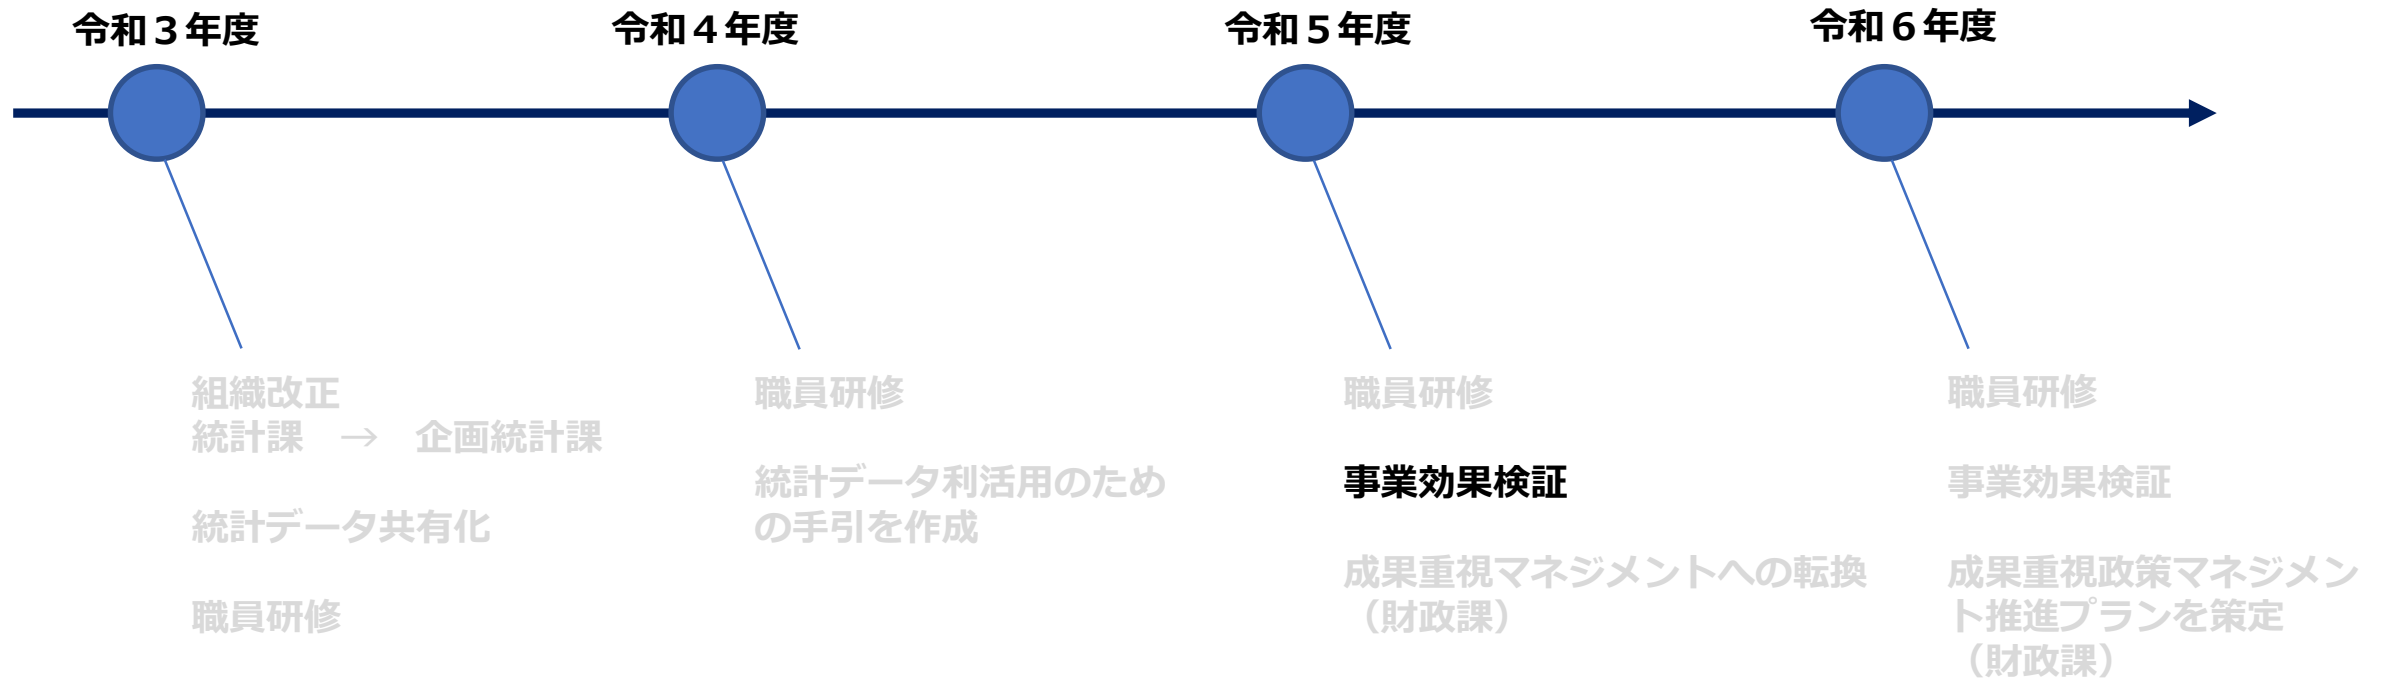 令和３年度
令和４年度
令和５年度
令和６年度
組織改正
統計課　→　企画統計課
統計データ共有化
職員研修
職員研修
統計データ利活用のため
の手引を作成
職員研修
事業効果検証
成果重視マネジメントへの転換
（財政課）
職員研修
事業効果検証
成果重視政策マネジメン
ト推進プランを策定
（財政課）